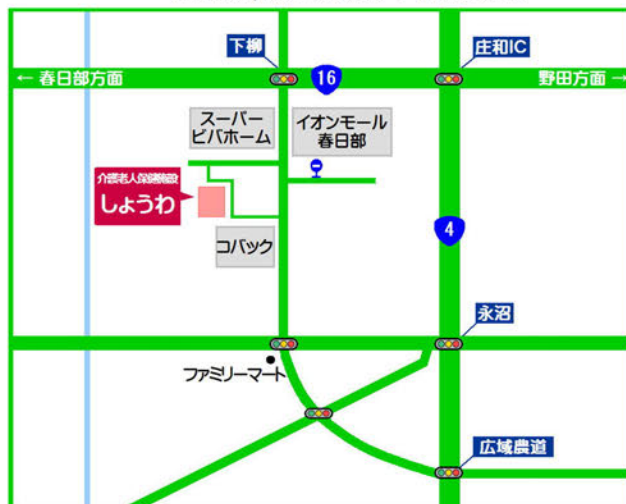 下柳
庄和IC
← 春日部方面
16
野田方面 →
スーパー
ビバホーム
イオンモール
春日部
介護老人保健施設
しょうわ
コバック
4
永沼
ファミリーマート
広域農道